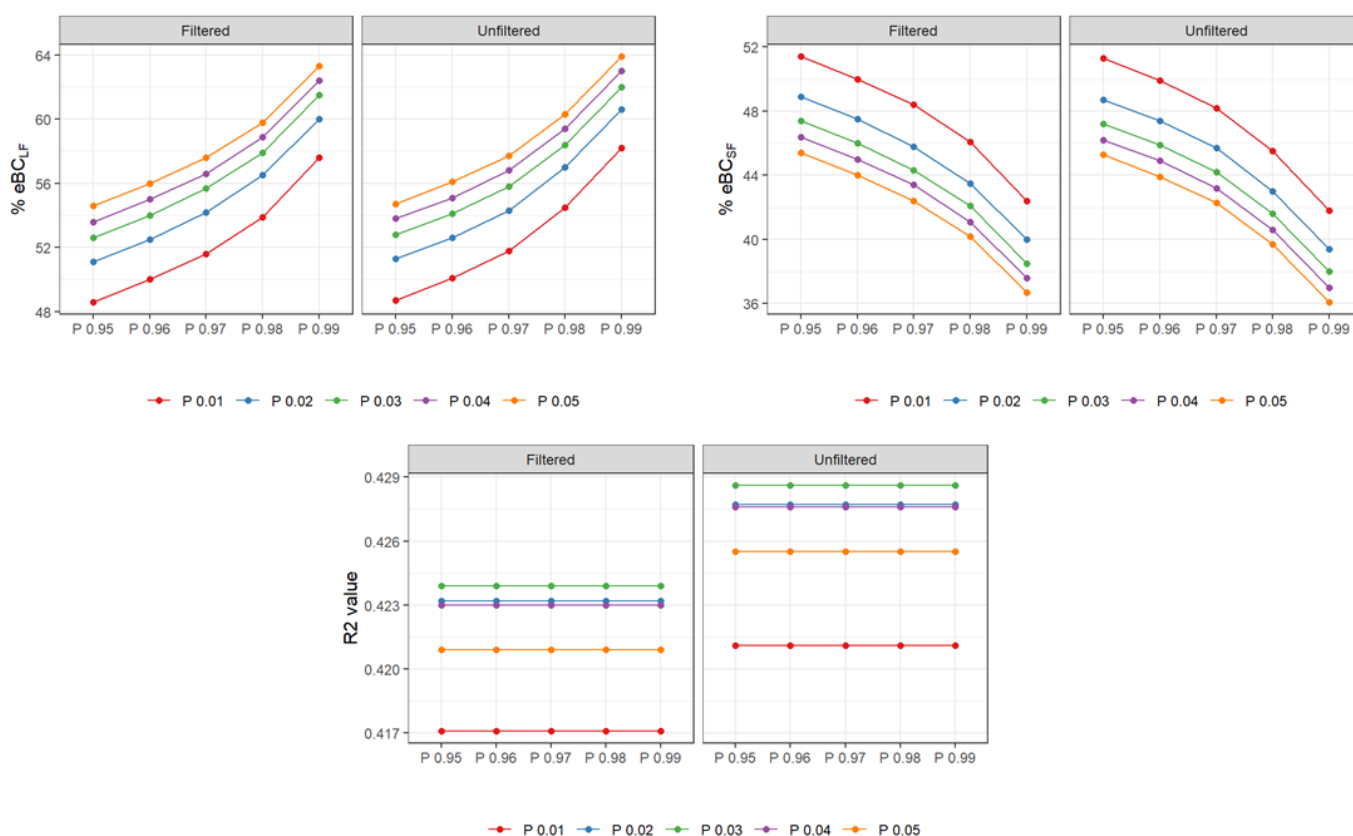 Filtered Unfiltered
64
60
56
52
48
% eBCLF
P 0.95 P 0.96 P 0.97 P 0.98 P 0.99 P 0.95 P 0.96 P 0.97 P 0.98 P 0.99
P 0.01 P 0.02 P 0.03 P 0.04 P 0.05
Filtered Unfiltered
52
48
44
40
36
% eBCSF
P 0.95 P 0.96 P 0.97 P 0.98 P 0.99 P 0.95 P 0.96 P 0.97 P 0.98 P 0.99
P 0.01 P 0.02 P 0.03 P 0.04 P 0.05
Filtered Unfiltered
0.429
0.426
0.423
0.420
0.417
R2 value
P 0.95 P 0.96 P 0.97 P 0.98 P 0.99 P 0.95 P 0.96 P 0.97 P 0.98 P 0.99
P 0.01 P 0.02 P 0.03 P 0.04 P 0.05